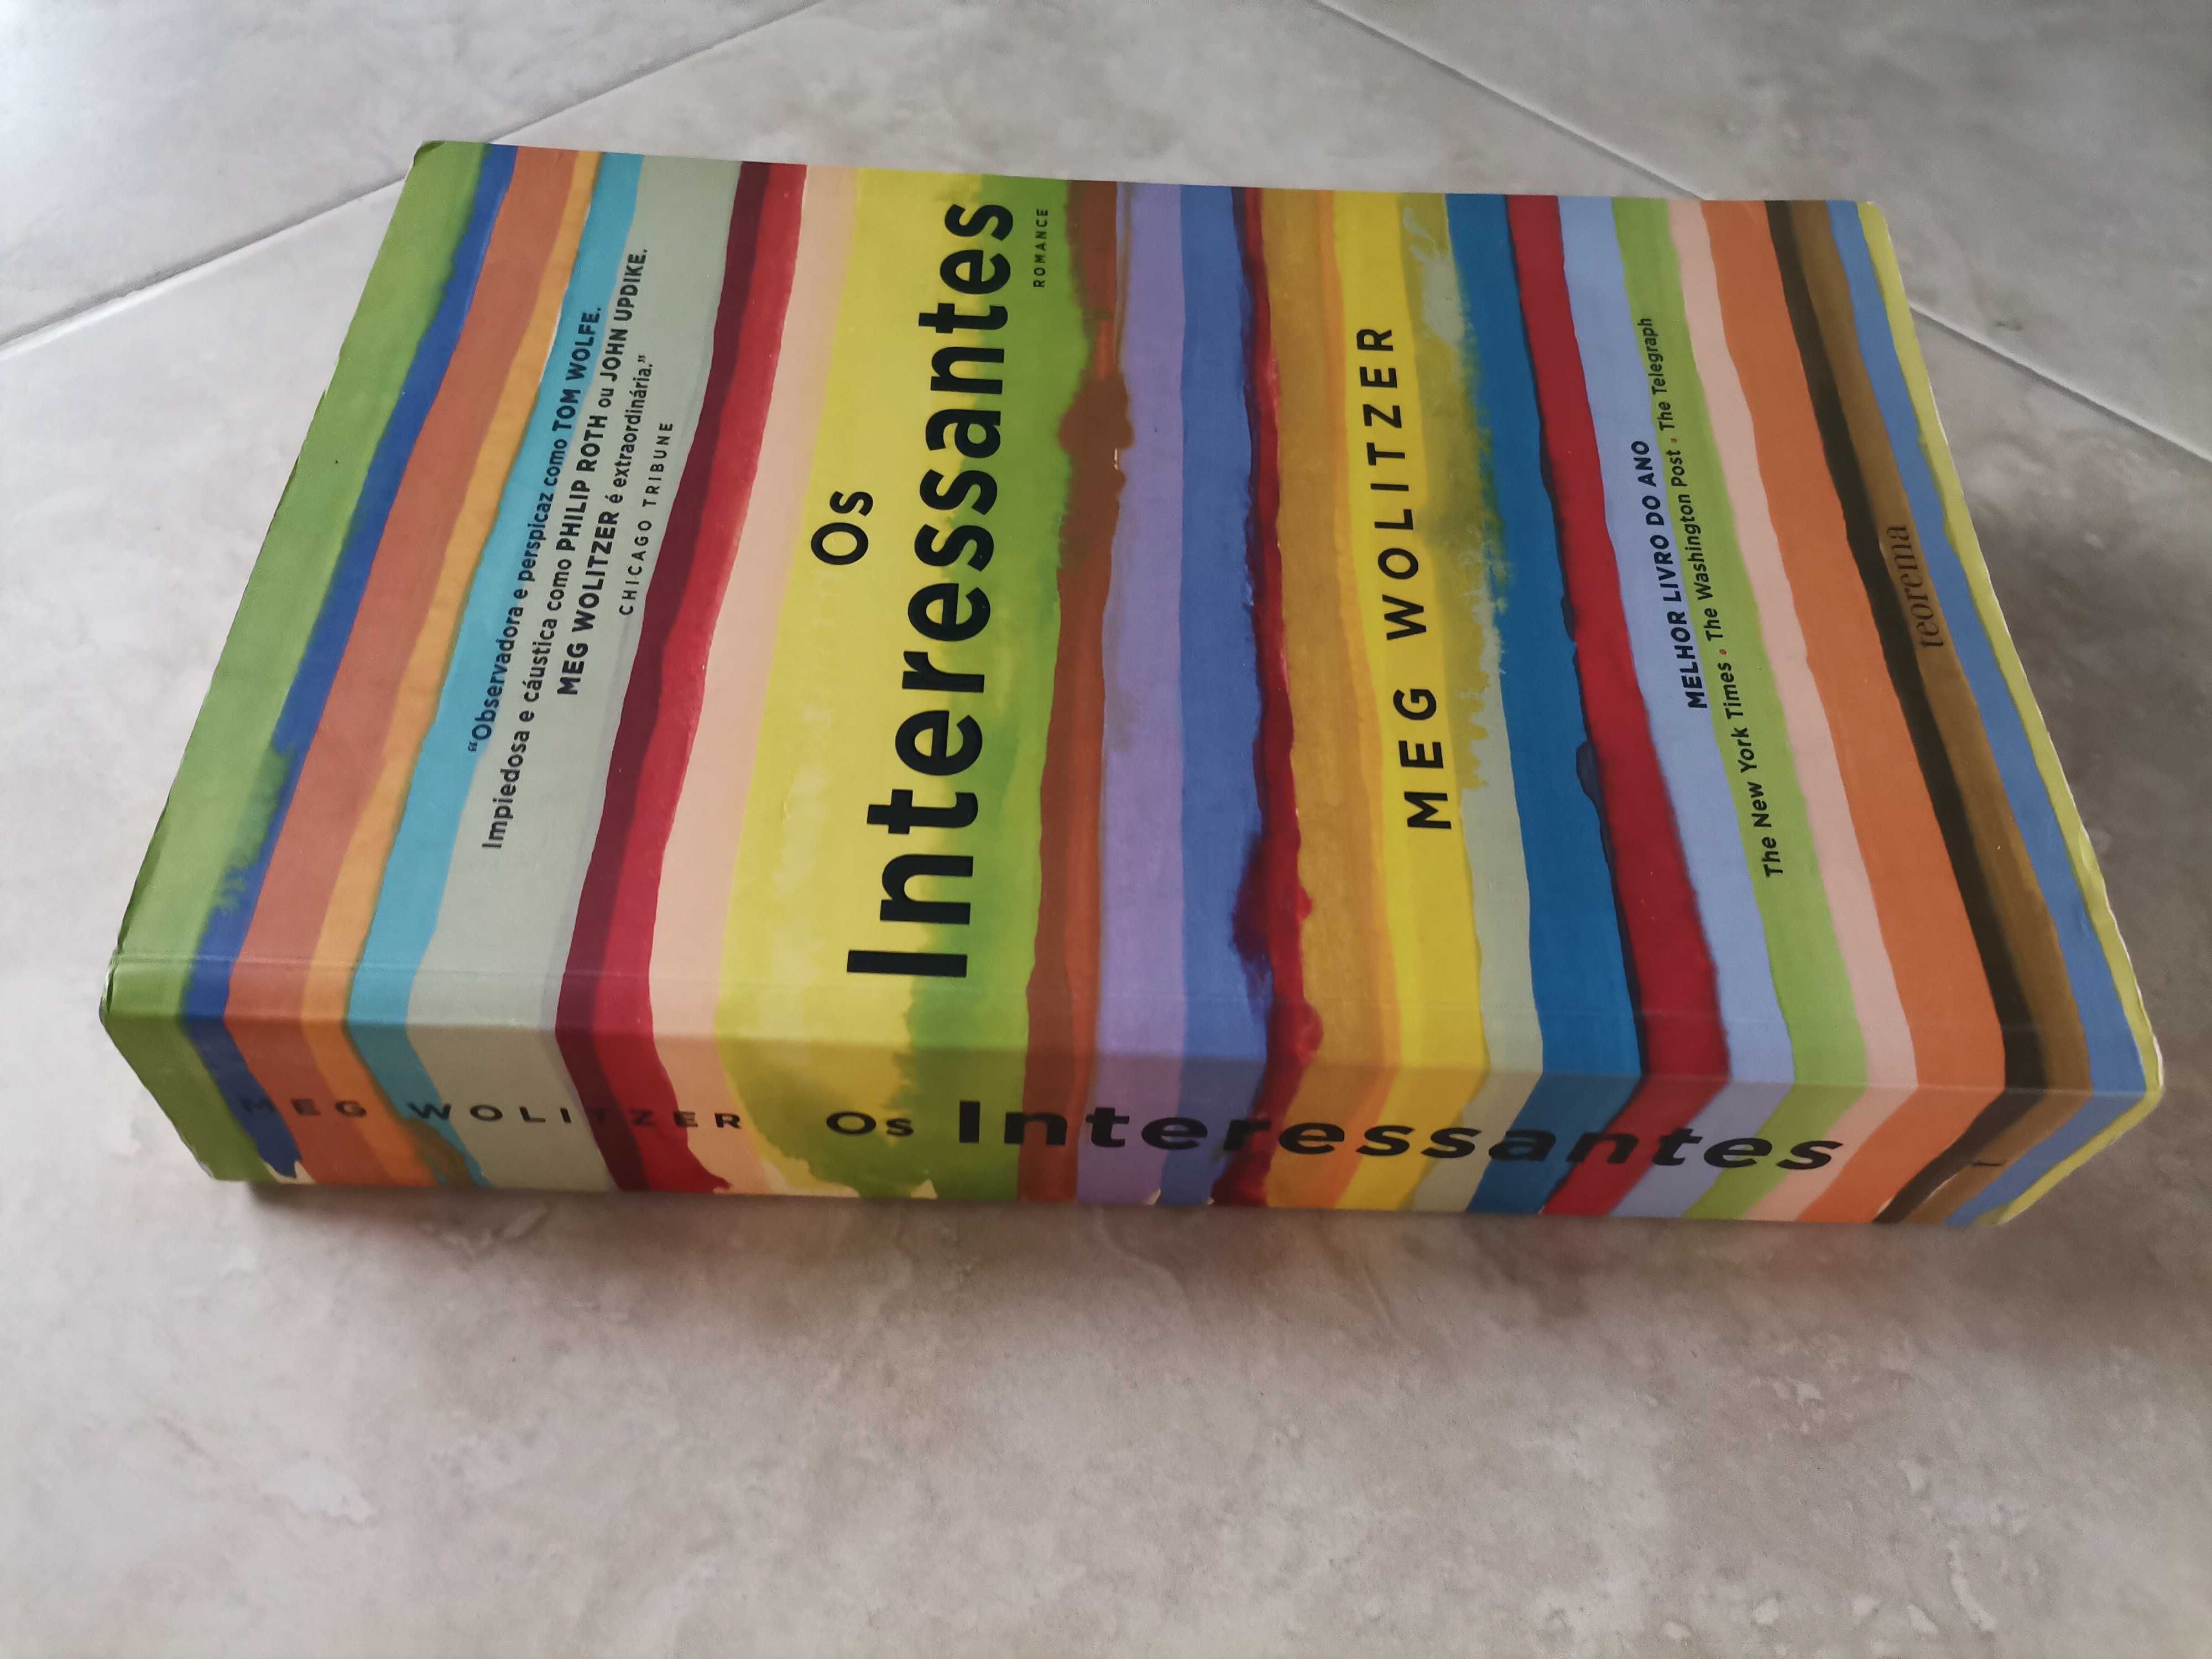 “Observadora e perspicaz como TOM WOLFE.
Impiedosa e cáustica como PHILIP ROTH ou JOHN UPDIKE.
MEG WOLITZER é extraordinária.”
CHICAGO TRIBUNE
Os
Interessantes
ROMANCE
MEG WOLITZER
MELHOR LIVRO DO ANO
The New York Times • The Washington Post • The Telegraph
teorema
MEG WOLITZER Os Interessantes